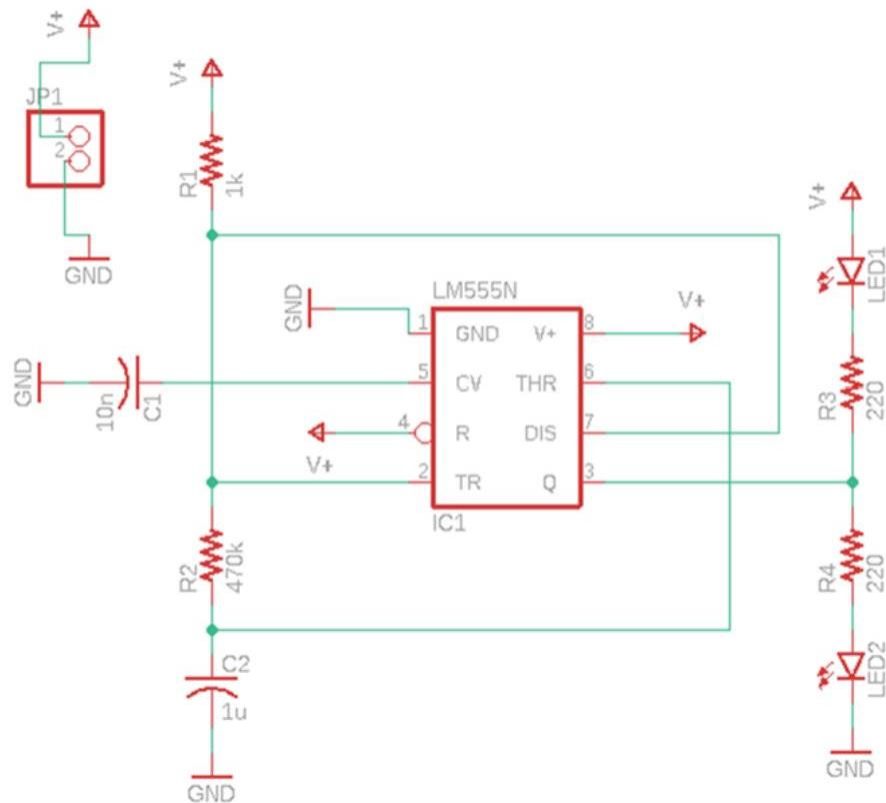 V+
JP1
1
2
GND
V+
R1
1k
V+
LED1
R3
220
GND
LM555N
V+
1
GND
V+
8
GND
10n
C1
5
CV
THR
6
4
R
DIS
7
V+
2
TR
Q
3
IC1
R2
470k
R4
220
C2
1u
GND
LED2
GND